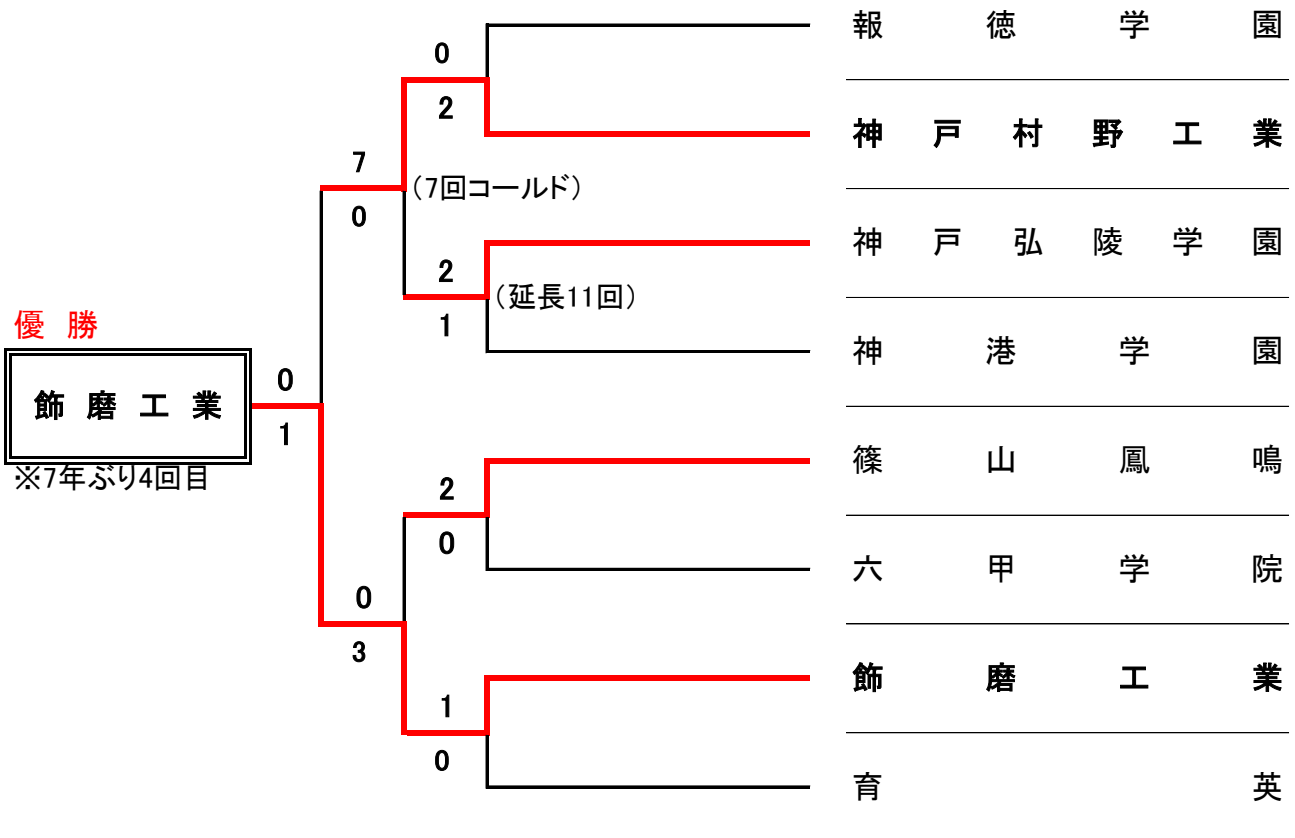 報徳学園
0
2
神戸村野工業
7
(7回コールド)
0
神戸弘陵学園
2
(延長11回)
1
神港学園
優 勝
飾磨工業
※7年ぶり4回目
0
1
篠山鳳鳴
2
0
六甲学院
0
3
飾磨工業
1
0
育英